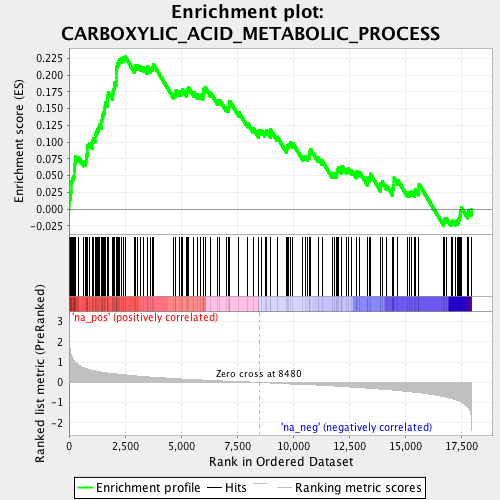 Enrichment plot:
CARBOXYLIC_ACID_METABOLIC_PROCESS
Enrichment score (ES)
0.225
0.200
0.175
0.150
0.125
0.100
0.075
0.050
0.025
0.000
-0.025
'na_pos' (positively correlated)
Ranked list metric (PreRanked)
3
2
1
0
-1
-2
Zero cross at 8480
'na_neg' (negatively correlated)
0
2,500
5,000
7,500
10,000
12,500
15,000
17,500
Rank in Ordered Dataset
Enrichment profile
Hits
Ranking metric scores